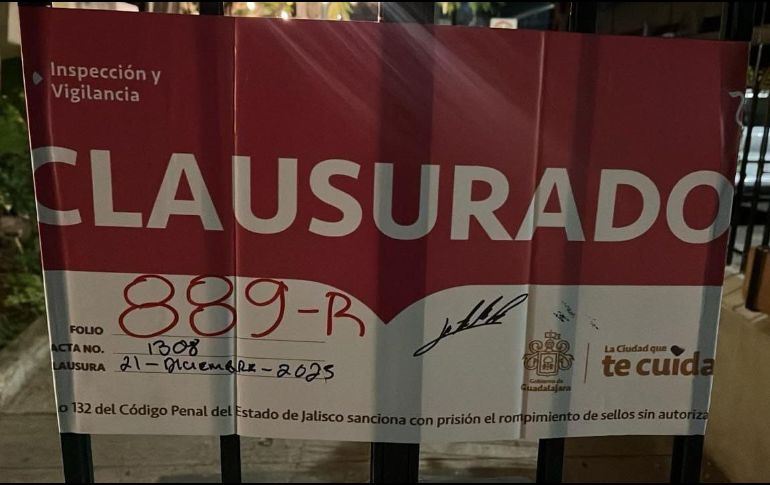 Inspección y
Vigilancia
CLAUSURADO
FOLIO 889-R
ACTA NO. 1308
LAUSURA 21-Diciembre-2025
Gobierno de
Guadalajara
La Ciudad que
te cuida
o 132 del Código Penal del Estado de Jalisco sanciona con prisión el rompimiento de sellos sin autoriza